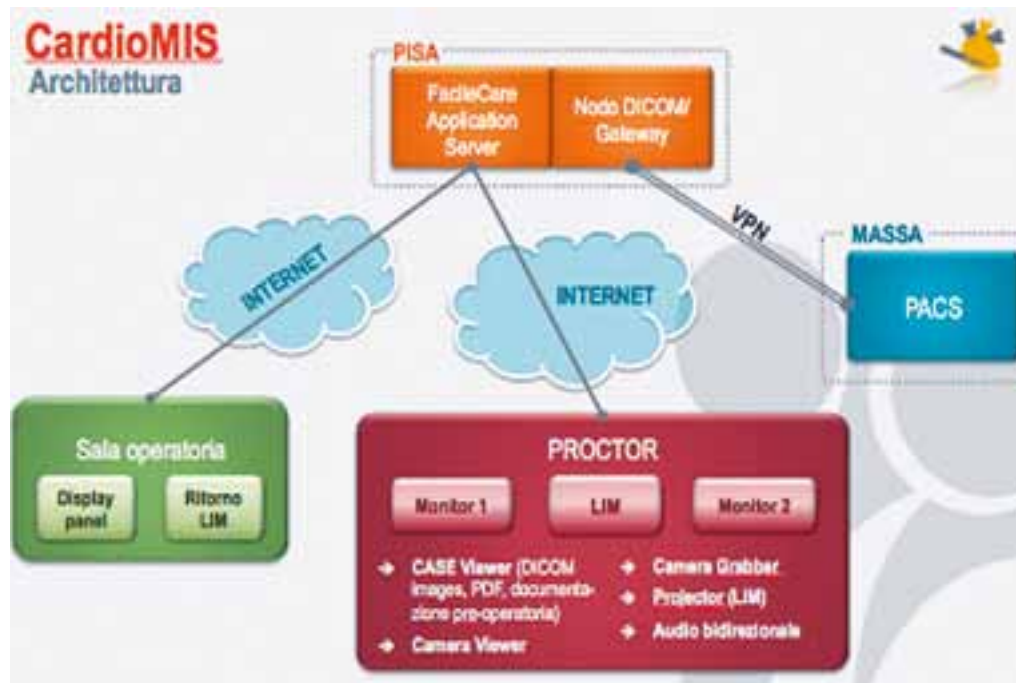 CardioMIS
Architettura
PISA
FacileCare
Application
Server
Nodo DICOM/
Gateway
VPN
MASSA
PACS
INTERNET
INTERNET
Sala operatoria
Display
panel
Ritorno
LIM
PROCTOR
Monitor 1
LIM
Monitor 2
CASE Viewer (DICOM
images, PDF, documenta-
zione pre-operatoria)
Camera Viewer
Camera Grabber
Projector (LIM)
Audio bidirezionale